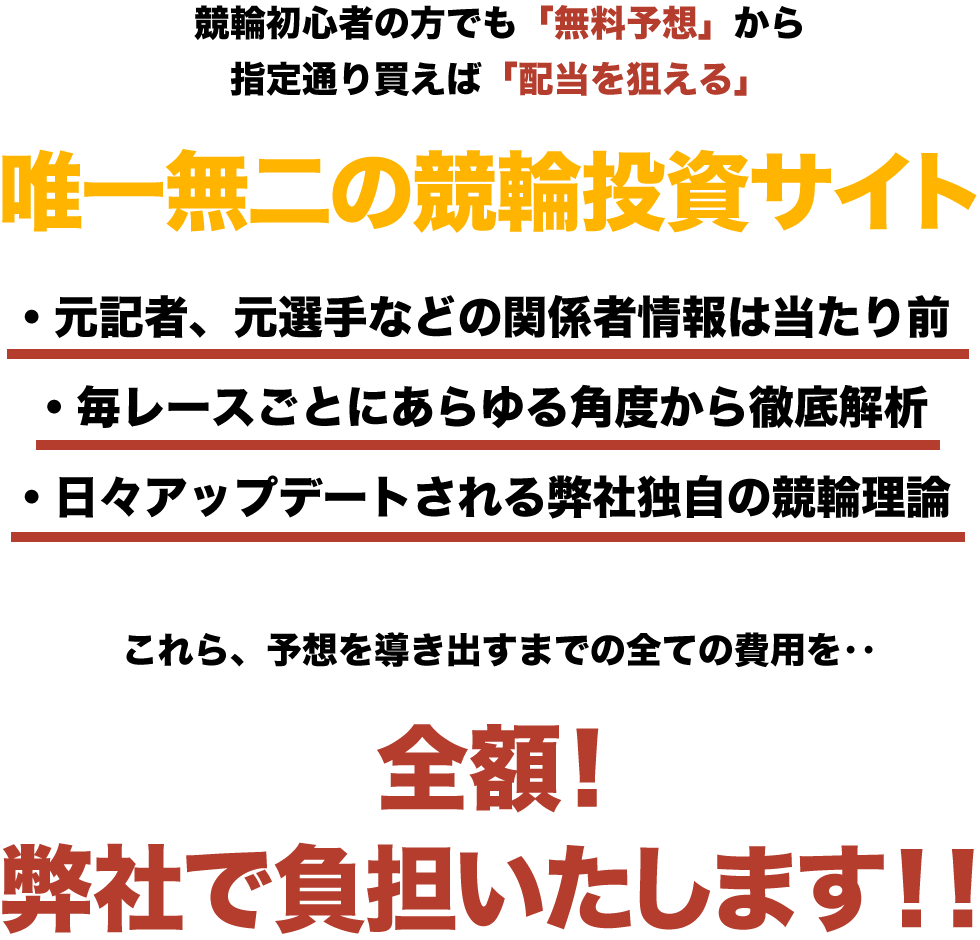 競輪初心者の方でも「無料予想」から
指定通り買えば「配当を狙える」
唯一無二の競輪投資サイト
・元記者、元選手などの関係者情報は当たり前
・毎レースごとにあらゆる角度から徹底解析
・日々アップデートされる弊社独自の競輪理論
これら、予想を導き出すまでの全ての費用を‥
全額!
弊社で負担いたします!!